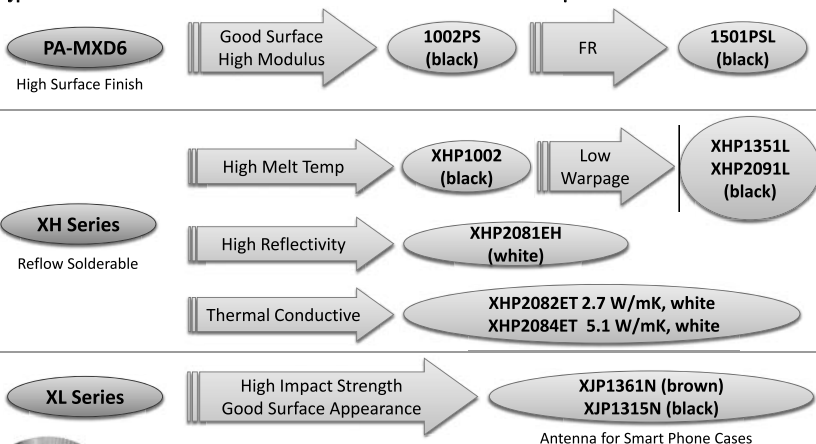 PA-MXD6
High Surface Finish
Good Surface
High Modulus
1002PS
(black)
FR
1501PSL
(black)
XH Series
Reflow Solderable
High Melt Temp
XHP1002
(black)
Low
Warpage
XHP1351L
XHP2091L
(black)
High Reflectivity
XHP2081EH
(white)
Thermal Conductive
XHP2082ET 2.7 W/mK, white
XHP2084ET 5.1 W/mK, white
XL Series
High Impact Strength
Good Surface Appearance
XJP1361N (brown)
XJP1315N (black)
Antenna for Smart Phone Cases